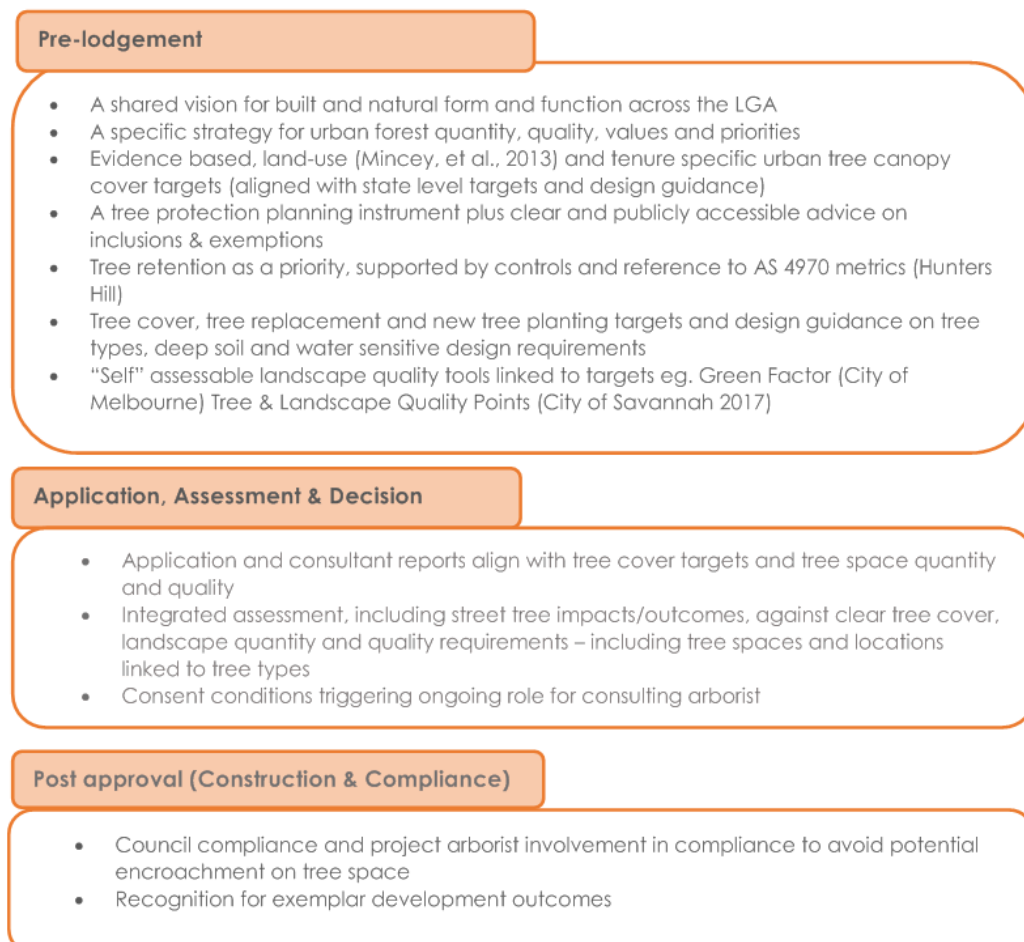 Pre-lodgement
• A shared vision for built and natural form and function across the LGA
• A specific strategy for urban forest quantity, quality, values and priorities
• Evidence based, land-use (Mincey, et al., 2013) and tenure specific urban tree canopy
cover targets (aligned with state level targets and design guidance)
• A tree protection planning instrument plus clear and publicly accessible advice on
inclusions & exemptions
• Tree retention as a priority, supported by controls and reference to AS 4970 metrics (Hunters
Hill)
• Tree cover, tree replacement and new tree planting targets and design guidance on tree
types, deep soil and water sensitive design requirements
• “Self” assessable landscape quality tools linked to targets eg. Green Factor (City of
Melbourne) Tree & Landscape Quality Points (City of Savannah 2017)
Application, Assessment & Decision
• Application and consultant reports align with tree cover targets and tree space quantity
and quality
• Integrated assessment, including street tree impacts/outcomes, against clear tree cover,
landscape quantity and quality requirements – including tree spaces and locations
linked to tree types
• Consent conditions triggering ongoing role for consulting arborist
Post approval (Construction & Compliance)
• Council compliance and project arborist involvement in compliance to avoid potential
encroachment on tree space
• Recognition for exemplar development outcomes